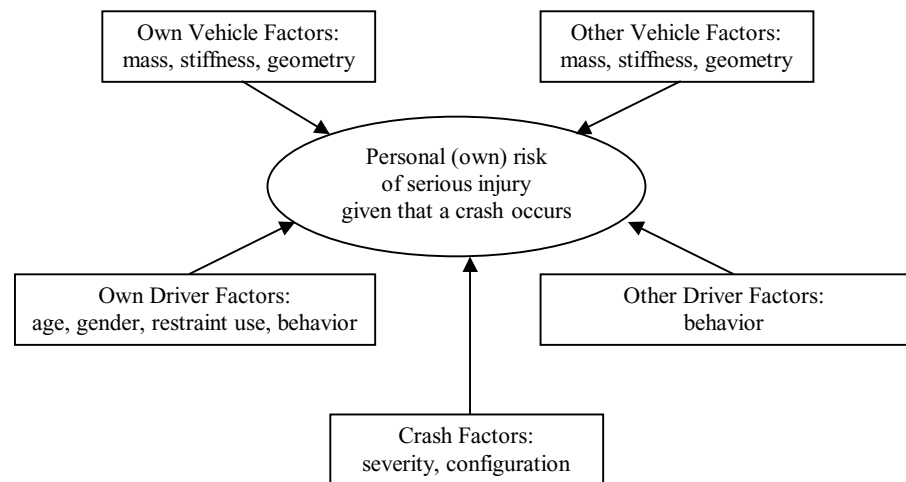 Own Vehicle Factors:
mass, stiffness, geometry
Other Vehicle Factors:
mass, stiffness, geometry
Personal (own) risk
of serious injury
given that a crash occurs
Own Driver Factors:
age, gender, restraint use, behavior
Other Driver Factors:
behavior
Crash Factors:
severity, configuration